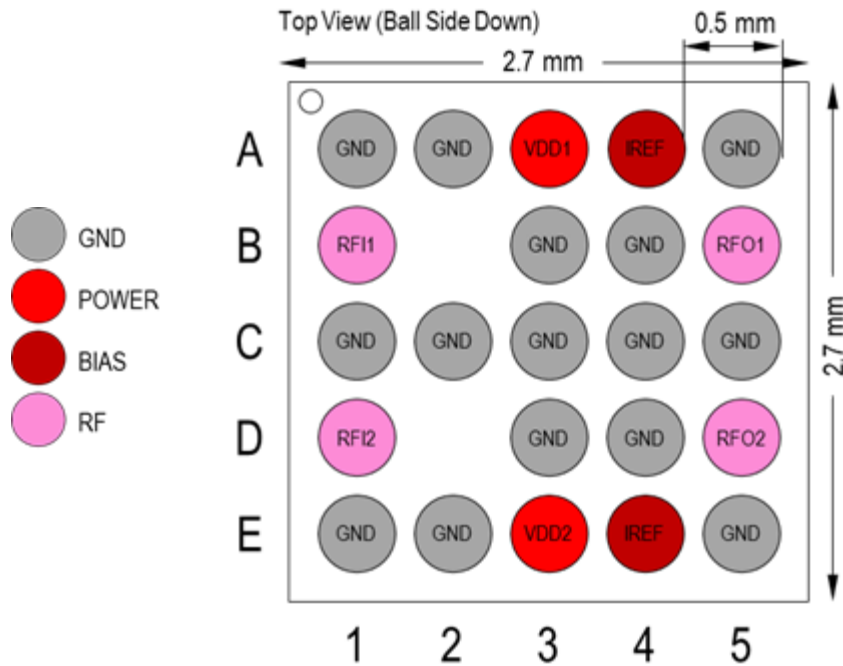 Top View (Ball Side Down)
0.5 mm
2.7 mm
A GND GND VDD1 IREF GND
B RFI1 GND GND RFO1
C GND GND GND GND GND
D RFI2 GND GND RFO2
E GND GND VDD2 IREF GND
1 2 3 4 5
2.7 mm
GND
POWER
BIAS
RF